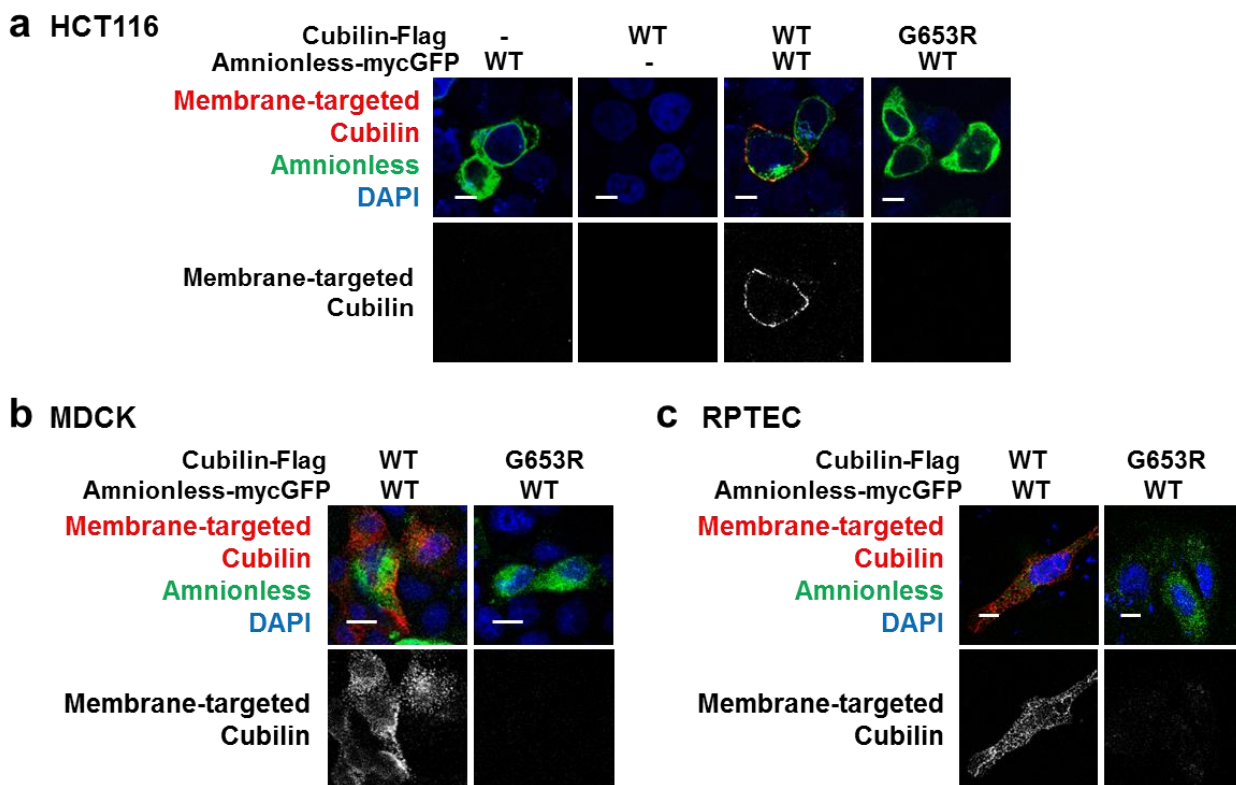 a HCT116
Cubilin-Flag - WT WT G653R
Amnionless-mycGFP WT - WT WT
Membrane-targeted
Cubilin
Amnionless
DAPI
Membrane-targeted
Cubilin
b MDCK
Cubilin-Flag WT G653R
Amnionless-mycGFP WT WT
Membrane-targeted
Cubilin
Amnionless
DAPI
Membrane-targeted
Cubilin
c RPTEC
Cubilin-Flag WT G653R
Amnionless-mycGFP WT WT
Membrane-targeted
Cubilin
Amnionless
DAPI
Membrane-targeted
Cubilin